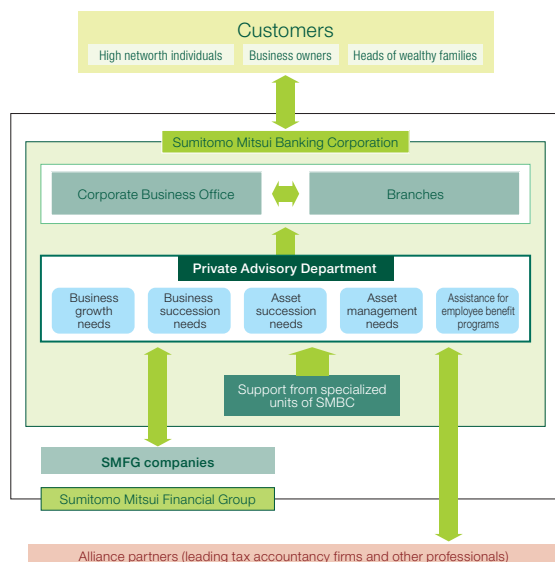 Customers
High networth individuals
Business owners
Heads of wealthy families
Sumitomo Mitsui Banking Corporation
Corporate Business Office
Branches
Private Advisory Department
Business
growth
needs
Business
succession
needs
Asset
succession
needs
Asset
management
needs
Assistance for
employee benefit
programs
Support from specialized
units of SMBC
SMFG companies
Sumitomo Mitsui Financial Group
Alliance partners (leading tax accountancy firms and other professionals)